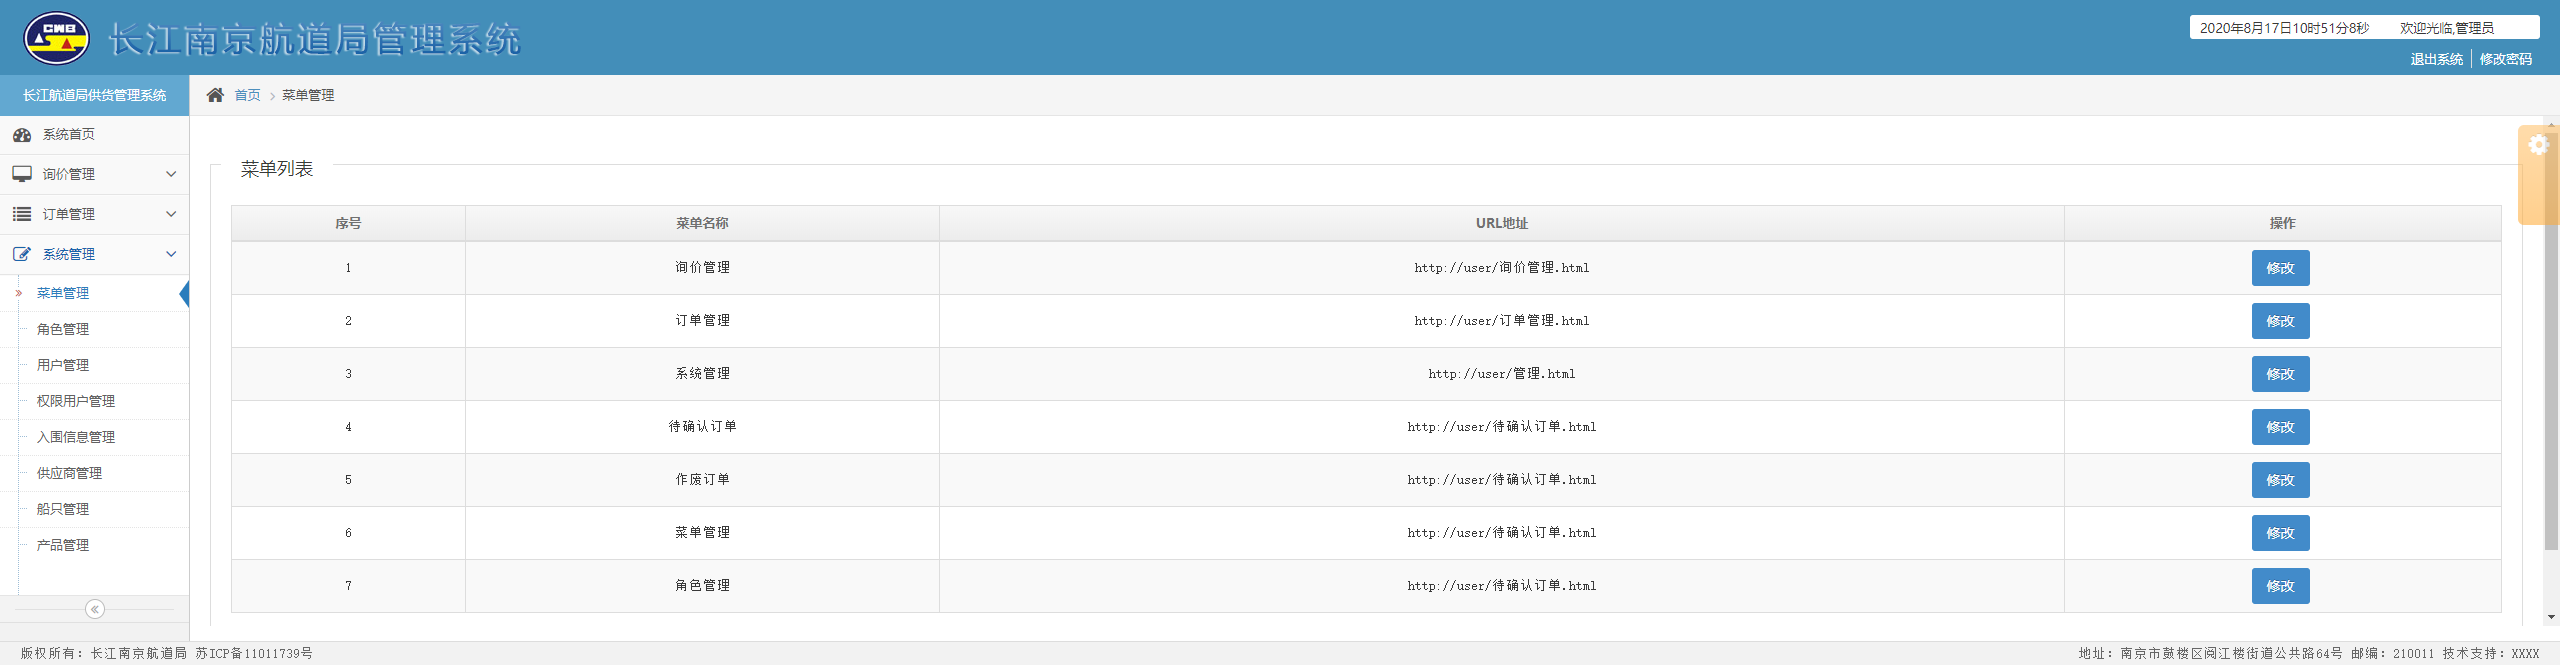 CWB 长江南京航道局管理系统
2020年8月17日10时51分8秒 欢迎光临,管理员
退出系统 修改密码
长江航道局供货管理系统
首页 > 菜单管理
系统首页
询价管理
订单管理
系统管理
» 菜单管理
角色管理
用户管理
权限用户管理
入围信息管理
供应商管理
船只管理
产品管理
菜单列表
序号 菜单名称 URL地址 操作
1 询价管理 http://user/询价管理.html 修改
2 订单管理 http://user/订单管理.html 修改
3 系统管理 http://user/管理.html 修改
4 待确认订单 http://user/待确认订单.html 修改
5 作废订单 http://user/待确认订单.html 修改
6 菜单管理 http://user/待确认订单.html 修改
7 角色管理 http://user/待确认订单.html 修改
版权所有：长江南京航道局 苏ICP备11011739号
地址：南京市鼓楼区阅江楼街道公共路64号 邮编：210011 技术支持：XXXX